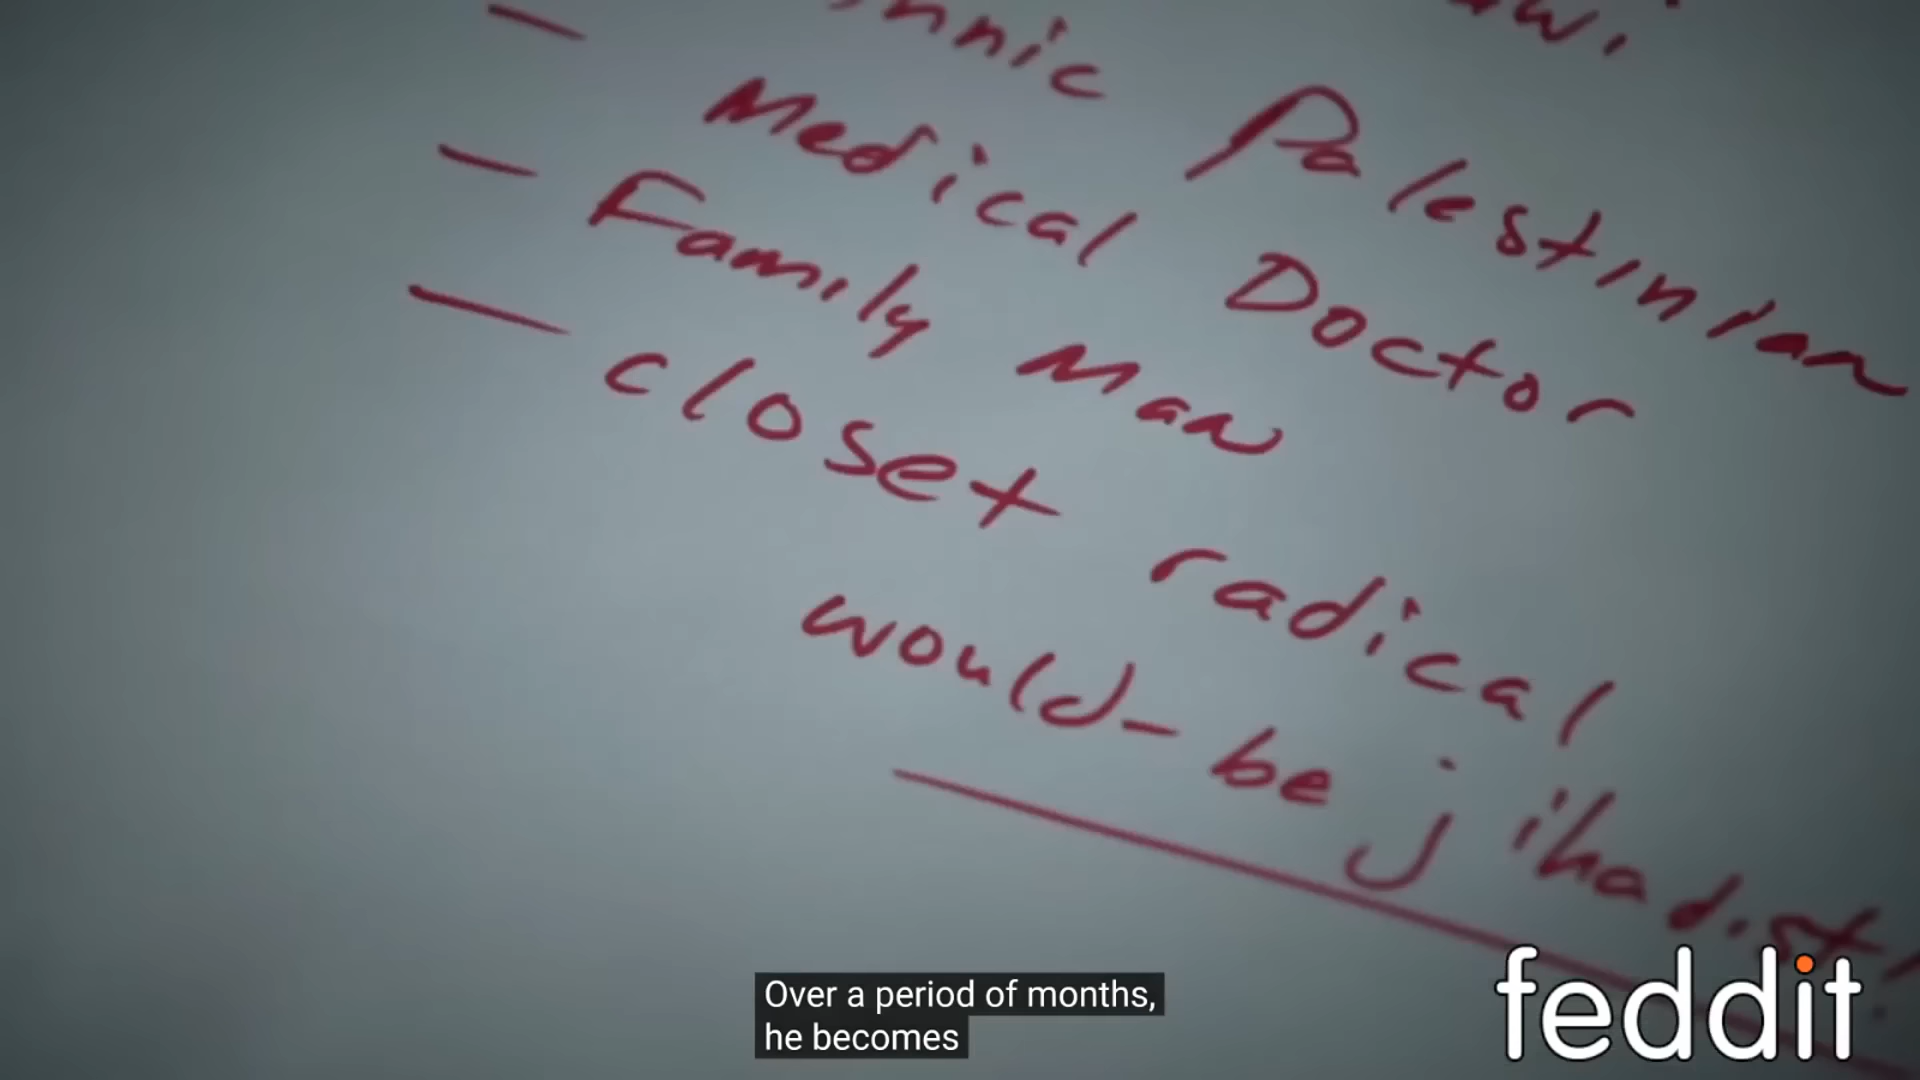 — Palestinian
— Medical Doctor
— Family Man
— closet radical
would-be jihadist
Over a period of months,
he becomes
feddit